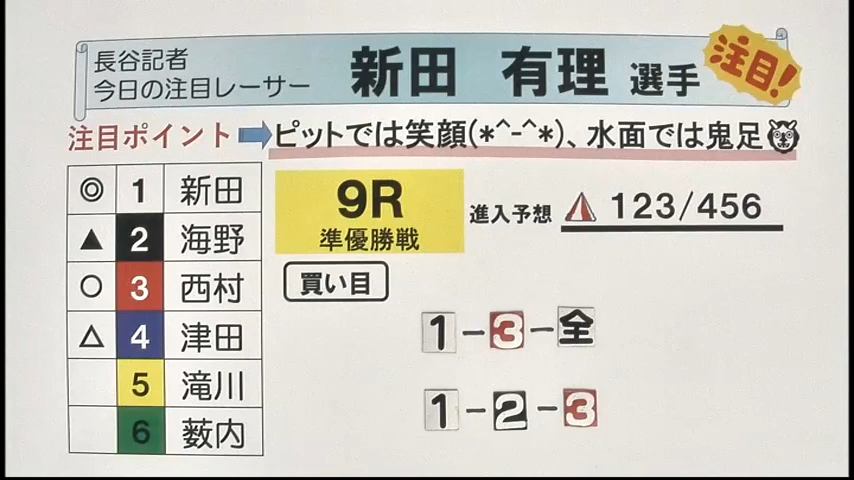 長谷記者
今日の注目レーサー 新田 有理 選手 注目!
注目ポイント ピットでは笑顔(*^-^*)、水面では鬼足
◎ 1 新田
▲ 2 海野
○ 3 西村
△ 4 津田
5 滝川
6 薮内
9R
準優勝戦
進入予想 123/456
買い目
1-3-全
1-2-3